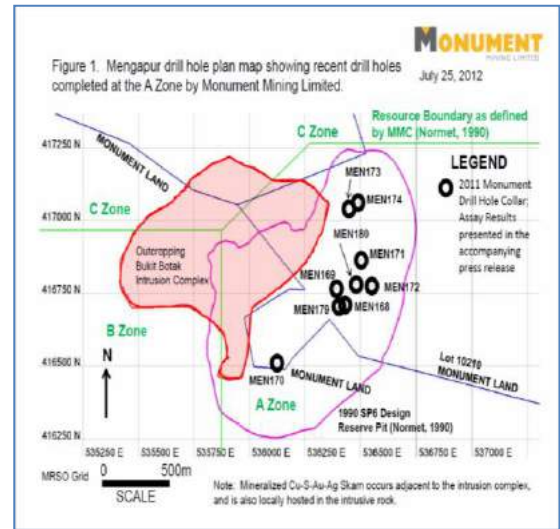 MONUMENT
MINING LIMITED
Figure 1. Mengapur drill hole plan map showing recent drill holes
completed at the A Zone by Monument Mining Limited.
July 25, 2012
Resource Boundary as defined
by MMC (Normet, 1990)
C Zone
417250 N
MONUMENT LAND
MEN173
LEGEND
2011 Monument
Drill Hole Collar;
Assay Results
presented in the
accompanying
press release
MEN174
417000 N
C Zone
MEN180
Outcropping
Bukit Botak
Intrusion Complex
MEN171
MEN169
416750 N
MEN172
B Zone
MEN179
MEN168
Lot 10210
MONUMENT LAND
N
416500 N
MEN170
MONUMENT LAND
A Zone
1990 SP6 Design
Reserve Pit (Normet, 1990)
416250 N
535250 E 535500 E 535750 E 536000 E 536250 E 536500 E 536750 E 537000 E
MRSO Grid
0 500m
SCALE
Note: Mineralized Cu-S-Au-Ag Skarn occurs adjacent to the intrusion complex,
and is also locally hosted in the intrusive rock.